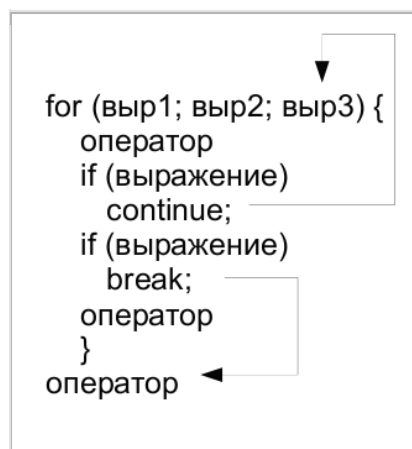 for (выр1; выр2; выр3) {
оператор
if (выражение)
continue;
if (выражение)
break;
оператор
}
оператор